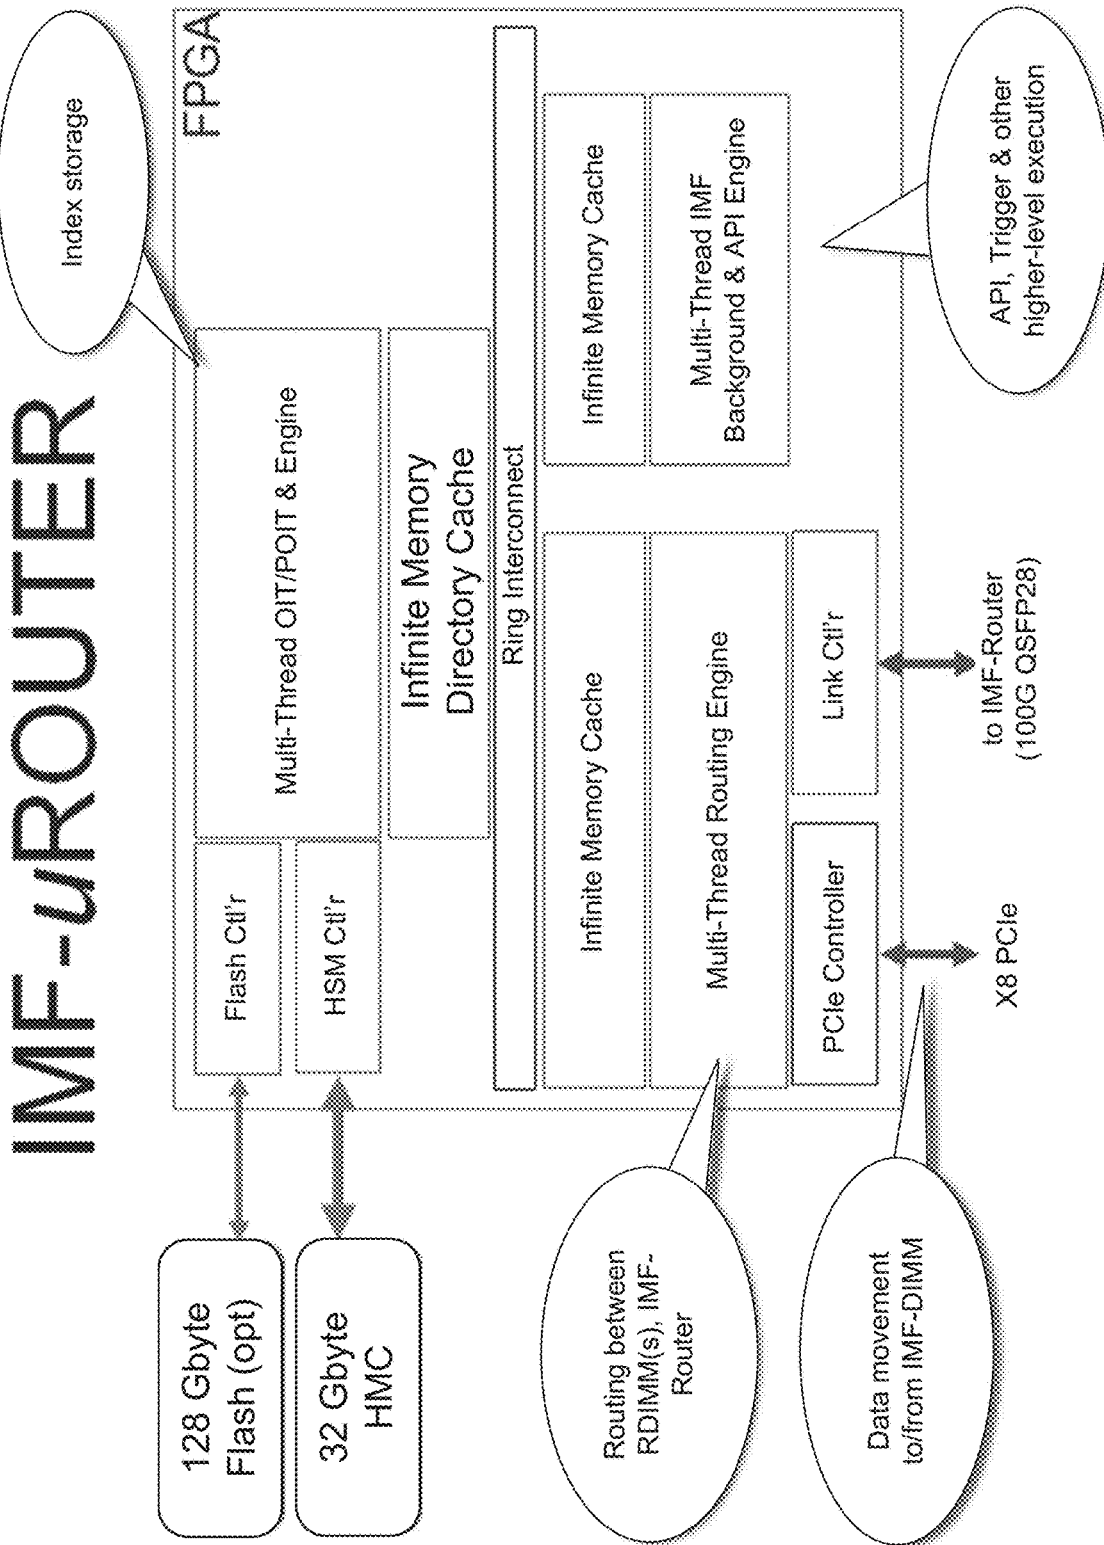 IMF-uROUTER
Index storage
FPGA
128 Gbyte
Flash (opt)
Flash Ctl'r
Multi-Thread OIT/POIT & Engine
32 Gbyte
HMC
HSM Ctl'r
Infinite Memory
Directory Cache
Ring Interconnect
Infinite Memory Cache
Infinite Memory Cache
Routing between
RDIMM(s), IMF-
Router
Multi-Thread Routing Engine
Multi-Thread IMF
Background & API Engine
PCIe Controller
Link Ctl'r
Data movement
to/from IMF-DIMM
X8 PCIe
to IMF-Router
(100G QSFP28)
API, Trigger & other
higher-level execution